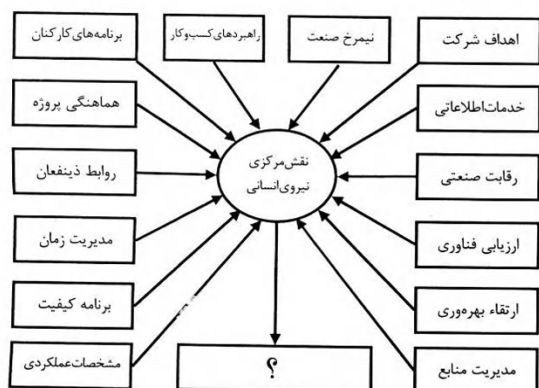 اهداف شرکت
نیمرخ صنعت
راهبردهای کسب‌و‌کار
برنامه‌های کارکنان
خدمات اطلاعاتی
هماهنگی پروژه
نقش مرکزی
نیروی انسانی
رقابت صنعتی
روابط ذینفعان
ارزیابی فناوری
مدیریت زمان
ارتقاء بهره‌وری
برنامه کیفیت
مدیریت منابع
؟
مشخصات عملکردی